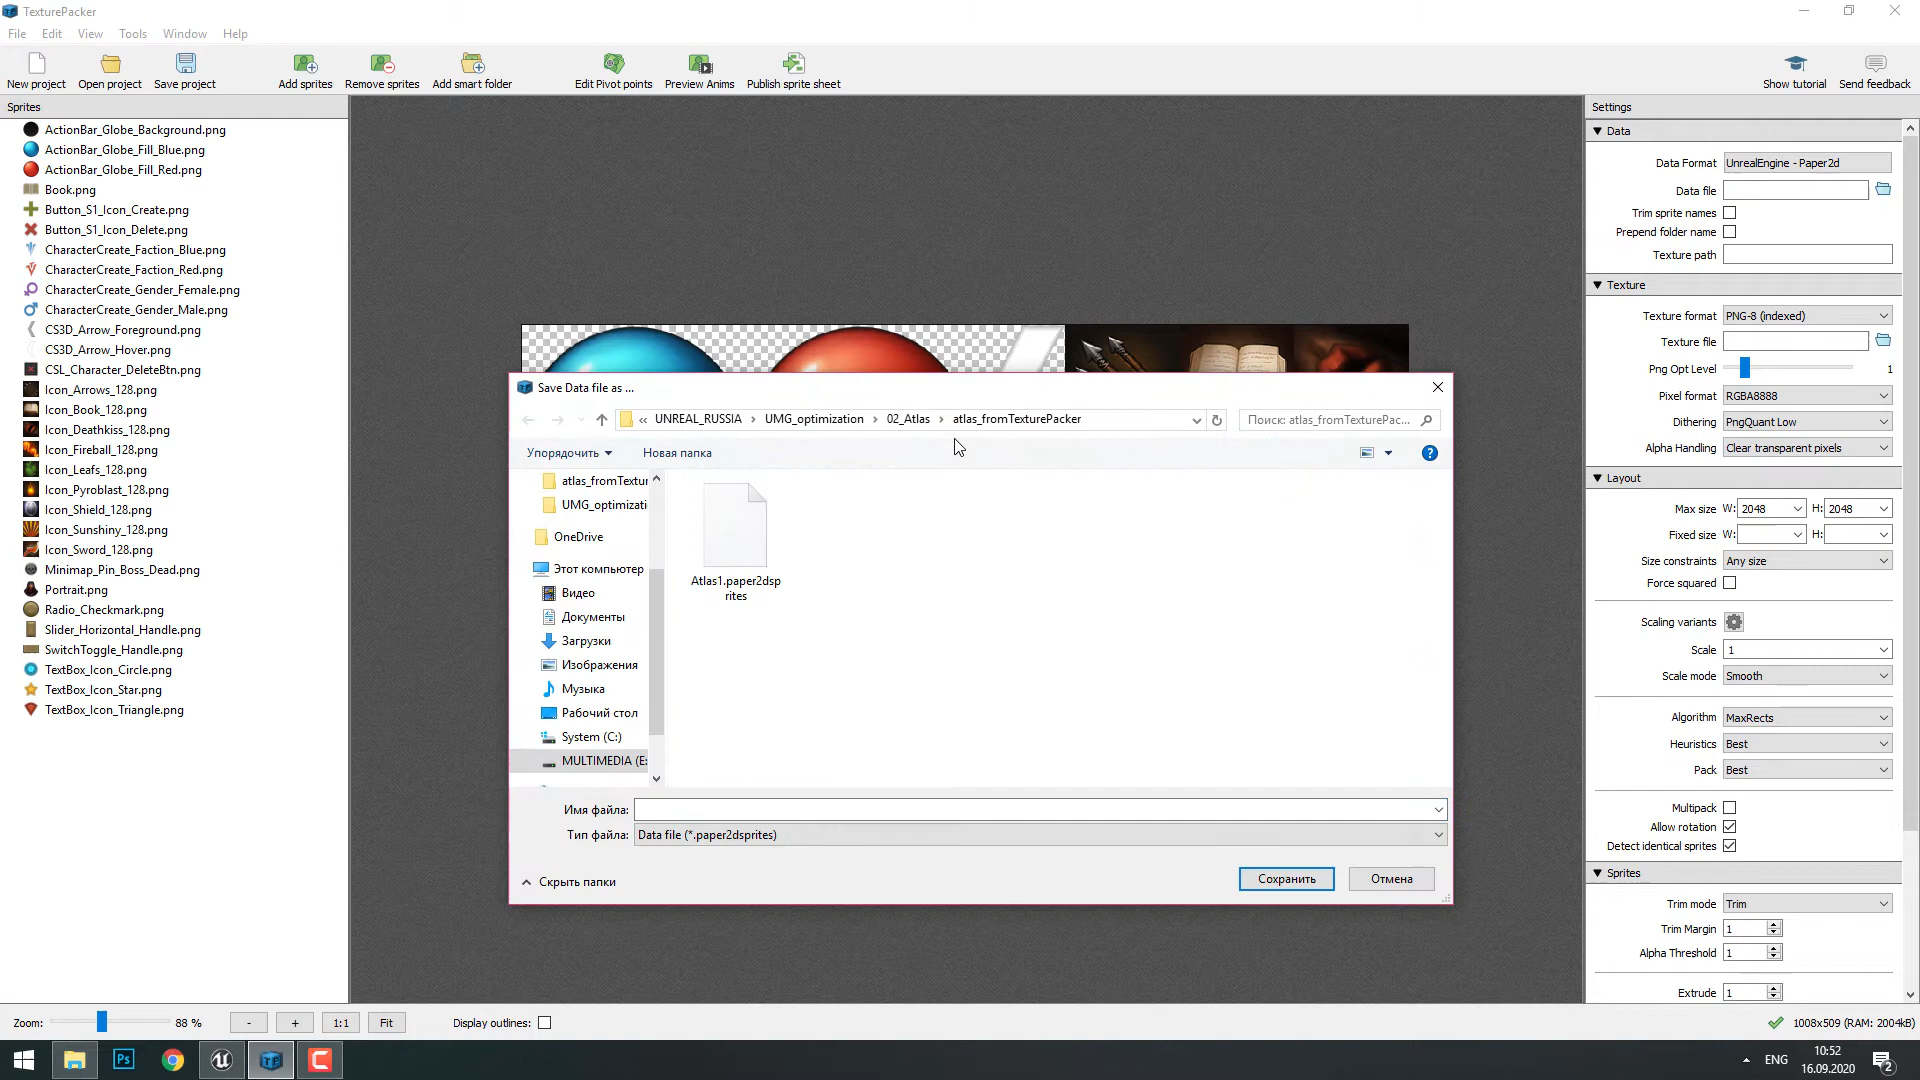 TexturePacker
File Edit View Tools Window Help
New project Open project Save project Add sprites Remove sprites Add smart folder Edit Pivot points Preview Anims Publish sprite sheet Show tutorial Send feedback
Sprites
ActionBar_Globe_Background.png
ActionBar_Globe_Fill_Blue.png
ActionBar_Globe_Fill_Red.png
Book.png
Button_S1_Icon_Create.png
Button_S1_Icon_Delete.png
CharacterCreate_Faction_Blue.png
CharacterCreate_Faction_Red.png
CharacterCreate_Gender_Female.png
CharacterCreate_Gender_Male.png
CS3D_Arrow_Foreground.png
CS3D_Arrow_Hover.png
CSL_Character_DeleteBtn.png
Icon_Arrows_128.png
Icon_Book_128.png
Icon_Deathkiss_128.png
Icon_Fireball_128.png
Icon_Leafs_128.png
Icon_Pyroblast_128.png
Icon_Shield_128.png
Icon_Sunshiny_128.png
Icon_Sword_128.png
Minimap_Pin_Boss_Dead.png
Portrait.png
Radio_Checkmark.png
Slider_Horizontal_Handle.png
SwitchToggle_Handle.png
TextBox_Icon_Circle.png
TextBox_Icon_Star.png
TextBox_Icon_Triangle.png
Save Data file as ...
« UNREAL_RUSSIA > UMG_optimization > 02_Atlas > atlas_fromTexturePacker
Поиск: atlas_fromTexturePac...
Упорядочить Новая папка
atlas_fromTextur
UMG_optimizati
OneDrive
Этот компьютер
Видео
Документы
Загрузки
Изображения
Музыка
Рабочий стол
System (C:)
MULTIMEDIA (E:
Atlas1.paper2dsp
rites
Имя файла:
Тип файла: Data file (*.paper2dsprites)
Скрыть папки
Сохранить Отмена
Settings
Data
Data Format UnrealEngine - Paper2d
Data file
Trim sprite names
Prepend folder name
Texture path
Texture
Texture format PNG-8 (indexed)
Texture file
Png Opt Level 1
Pixel format RGBA8888
Dithering PngQuant Low
Alpha Handling Clear transparent pixels
Layout
Max size W: 2048 H: 2048
Fixed size W: H:
Size constraints Any size
Force squared
Scaling variants
Scale 1
Scale mode Smooth
Algorithm MaxRects
Heuristics Best
Pack Best
Multipack
Allow rotation
Detect identical sprites
Sprites
Trim mode Trim
Trim Margin 1
Alpha Threshold 1
Extrude 1
Zoom: 88 % - + 1:1 Fit Display outlines:
1008x509 (RAM: 2004kB)
ENG
10:52
16.09.2020
2